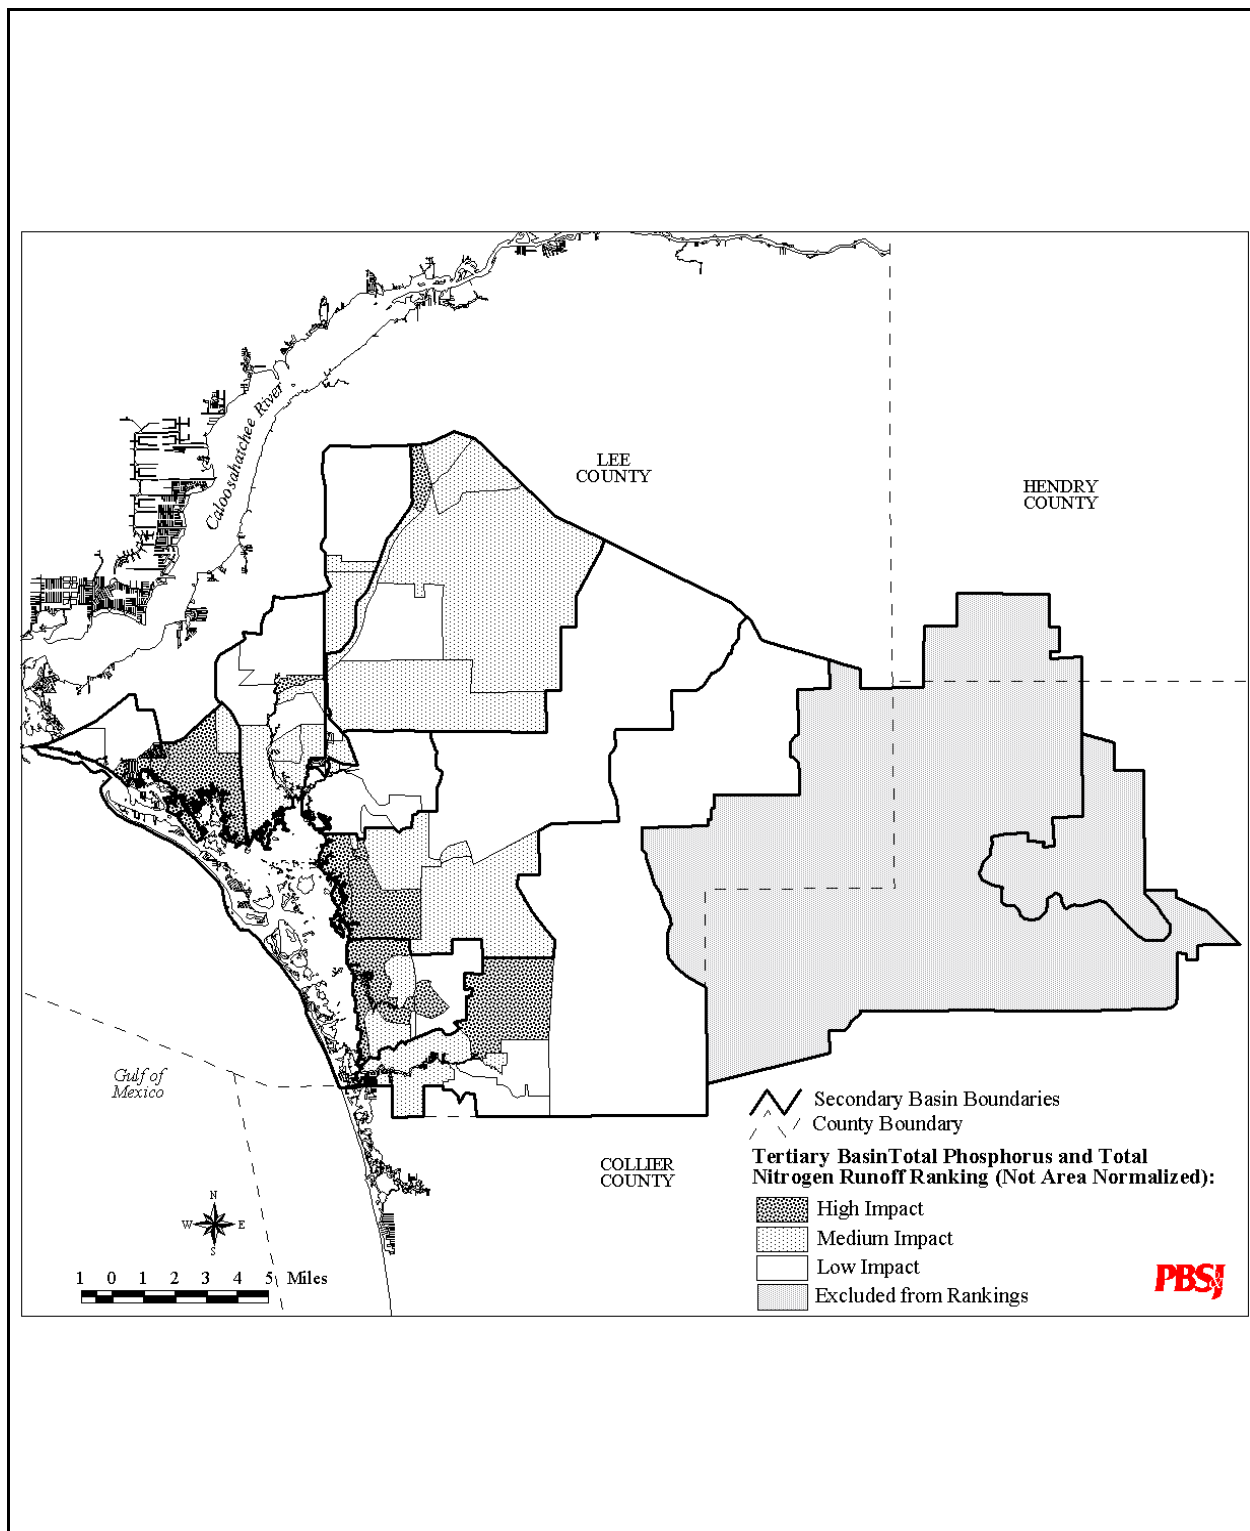 Caloosahatchee River
LEE
COUNTY
HENDRY
COUNTY
Gulf of
Mexico
COLLIER
COUNTY
Secondary Basin Boundaries
County Boundary
Tertiary BasinTotal Phosphorus and Total
Nitrogen Runoff Ranking (Not Area Normalized):
High Impact
Medium Impact
Low Impact
Excluded from Rankings
N
W E
S
1 0 1 2 3 4 5 Miles
PBS&J